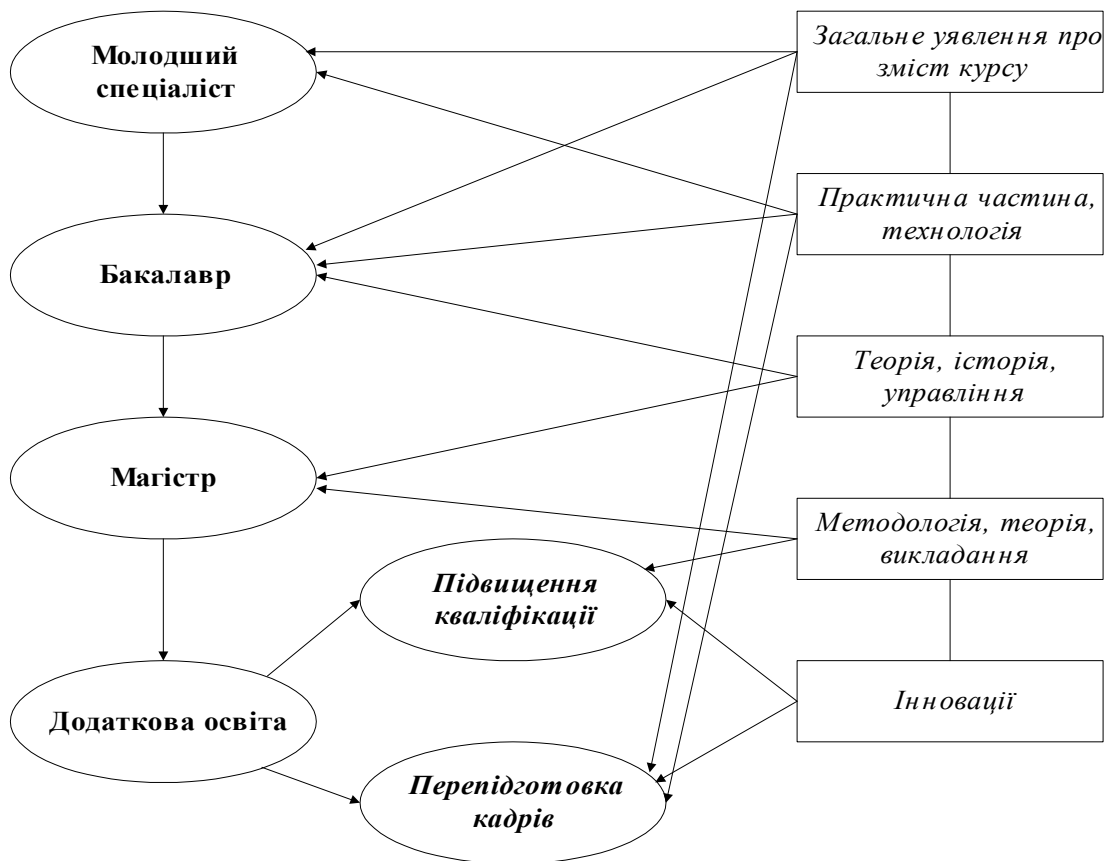 Молодший
спеціаліст
Загальне уявлення про
зміст курсу
Практична частина,
технологія
Бакалавр
Теорія, історія,
управління
Магістр
Методологія, теорія,
викладання
Підвищення
кваліфікації
Додаткова освіта
Інновації
Перепідготовка
кадрів